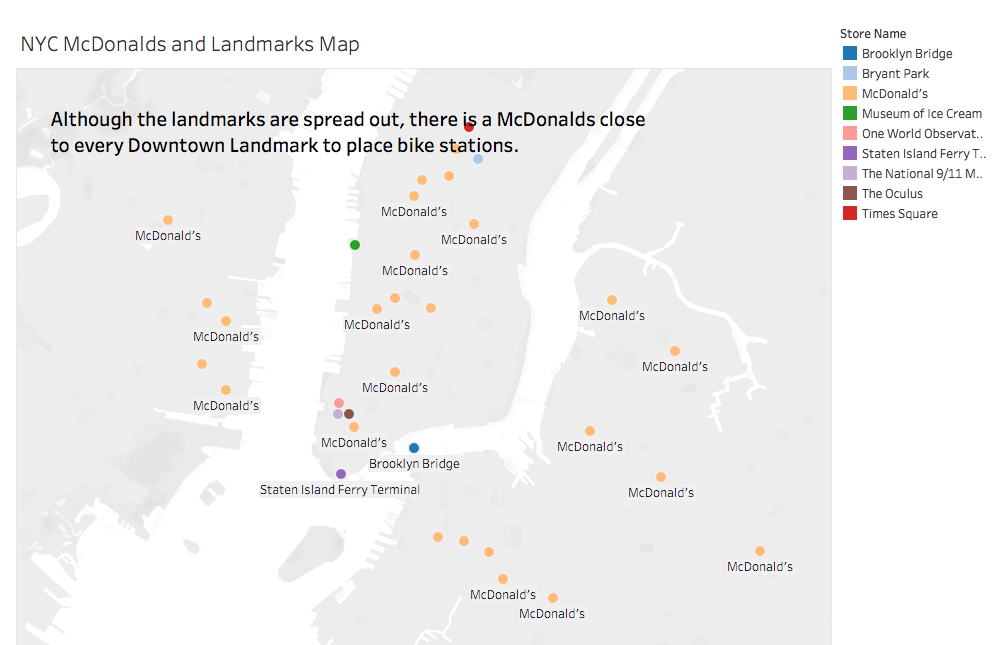 NYC McDonalds and Landmarks Map
Although the landmarks are spread out, there is a McDonalds close
to every Downtown Landmark to place bike stations.
McDonald's
McDonald's
McDonald's
McDonald's
McDonald's
McDonald's
McDonald's
McDonald's
McDonald's
McDonald's
McDonald's
McDonald's
McDonald's
Brooklyn Bridge
McDonald's
Staten Island Ferry Terminal
McDonald's
McDonald's
McDonald's
Store Name
Brooklyn Bridge
Bryant Park
McDonald's
Museum of Ice Cream
One World Observat..
Staten Island Ferry T..
The National 9/11 M..
The Oculus
Times Square